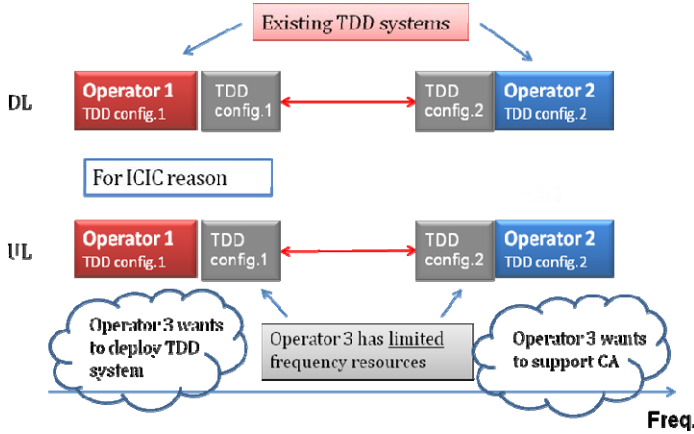 Existing TDD systems
DL
Operator 1
TDD config.1
TDD
config.1
TDD
config.2
Operator 2
TDD config.2
For ICIC reason
UL
Operator 1
TDD config.1
TDD
config.1
TDD
config.2
Operator 2
TDD config.2
Operator 3 wants
to deploy TDD
system
Operator 3 has limited
frequency resources
Operator 3 wants
to support CA
Freq.